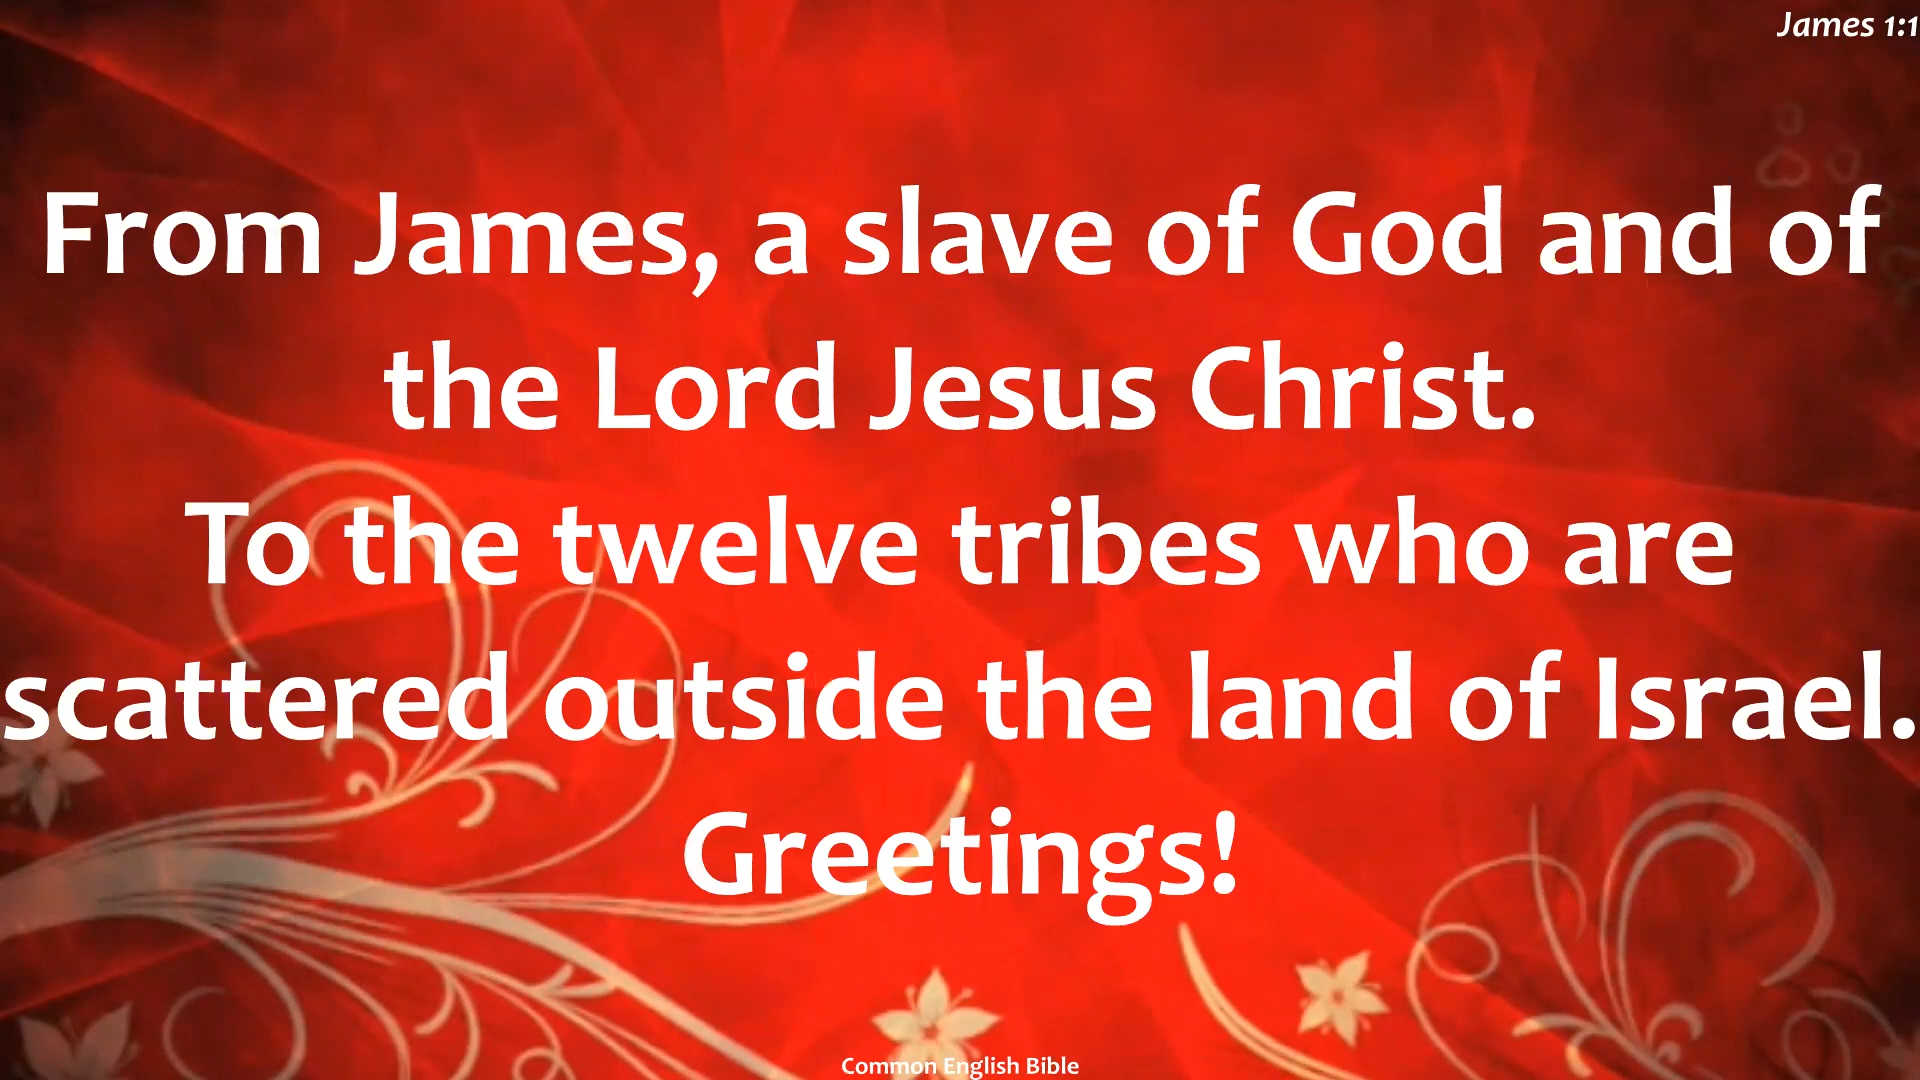 James 1:1
From James, a slave of God and of
the Lord Jesus Christ.
To the twelve tribes who are
scattered outside the land of Israel.
Greetings!
Common English Bible